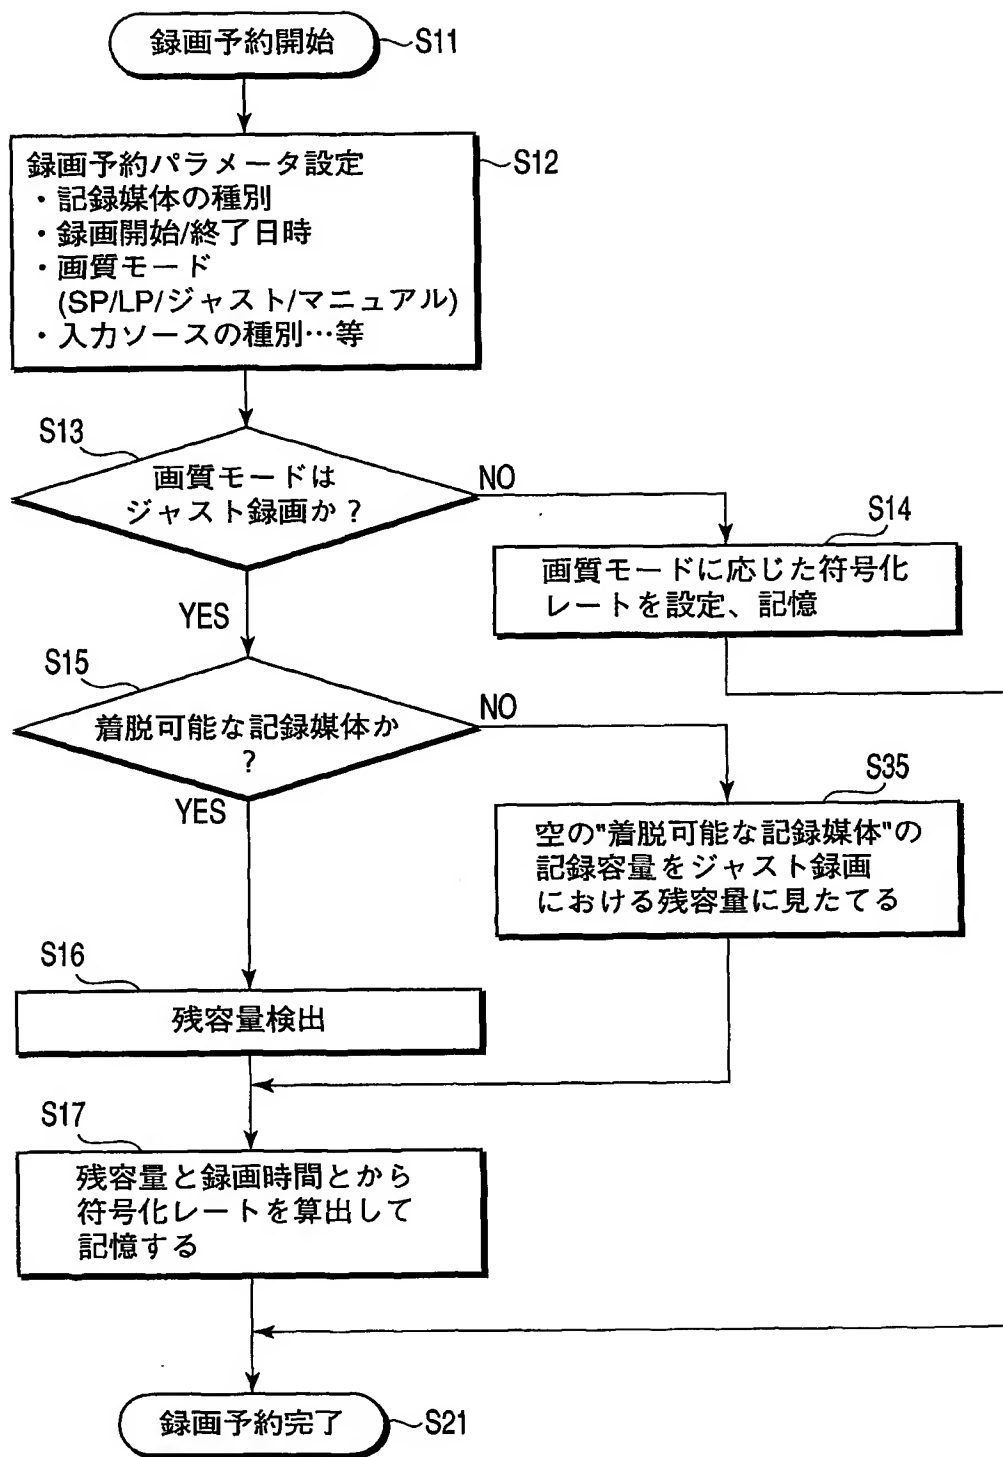 録画予約開始
S11
録画予約パラメータ設定
S12
・記録媒体の種別
・録画開始/終了日時
・画質モード
(SP/LP/ジャスト/マニュアル)
・入力ソースの種別…等
S13
画質モードは
ジャスト録画か？
NO
YES
S14
画質モードに応じた符号化
レートを設定、記憶
S15
着脱可能な記録媒体か
？
NO
YES
S35
空の"着脱可能な記録媒体"の
記録容量をジャスト録画
における残容量に見たてる
S16
残容量検出
S17
残容量と録画時間とから
符号化レートを算出して
記憶する
録画予約完了
S21